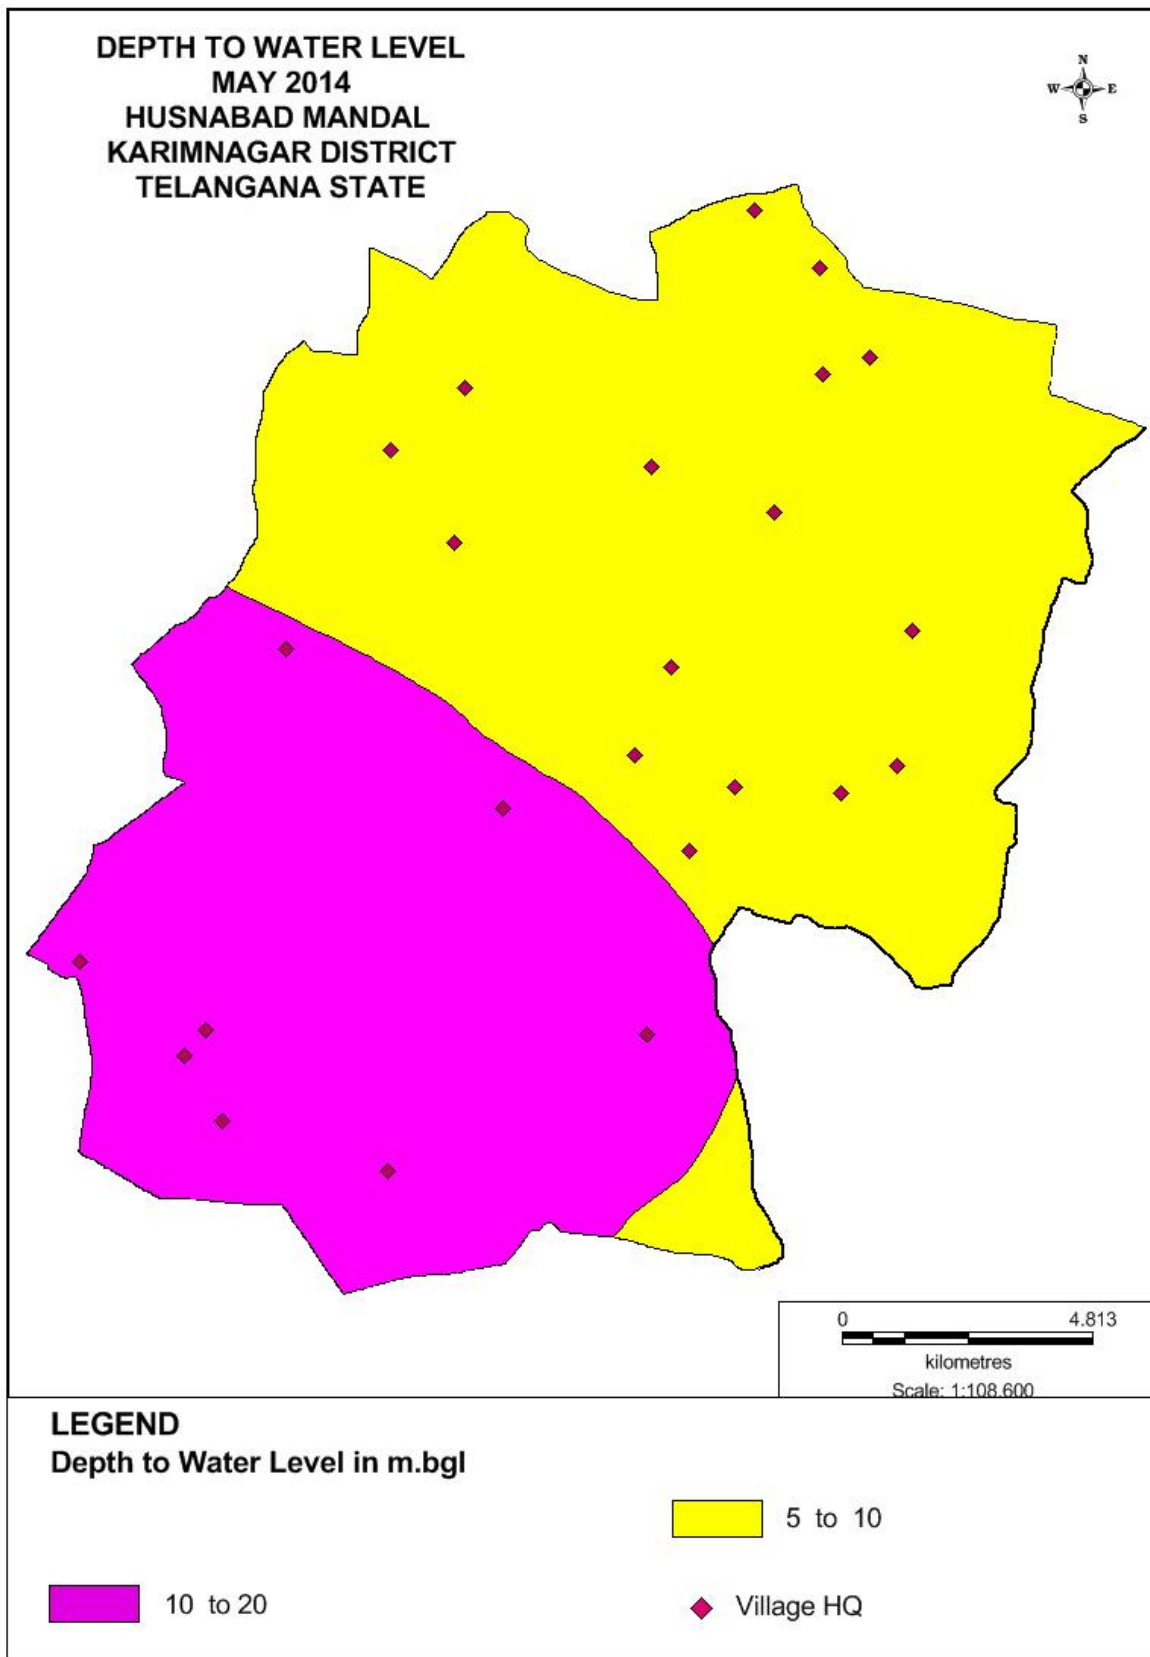 DEPTH TO WATER LEVEL
MAY 2014
HUSNABAD MANDAL
KARIMNAGAR DISTRICT
TELANGANA STATE
N
W E
S
0 4.813
kilometres
Scale: 1:108,600
LEGEND
Depth to Water Level in m.bgl
5 to 10
10 to 20
Village HQ